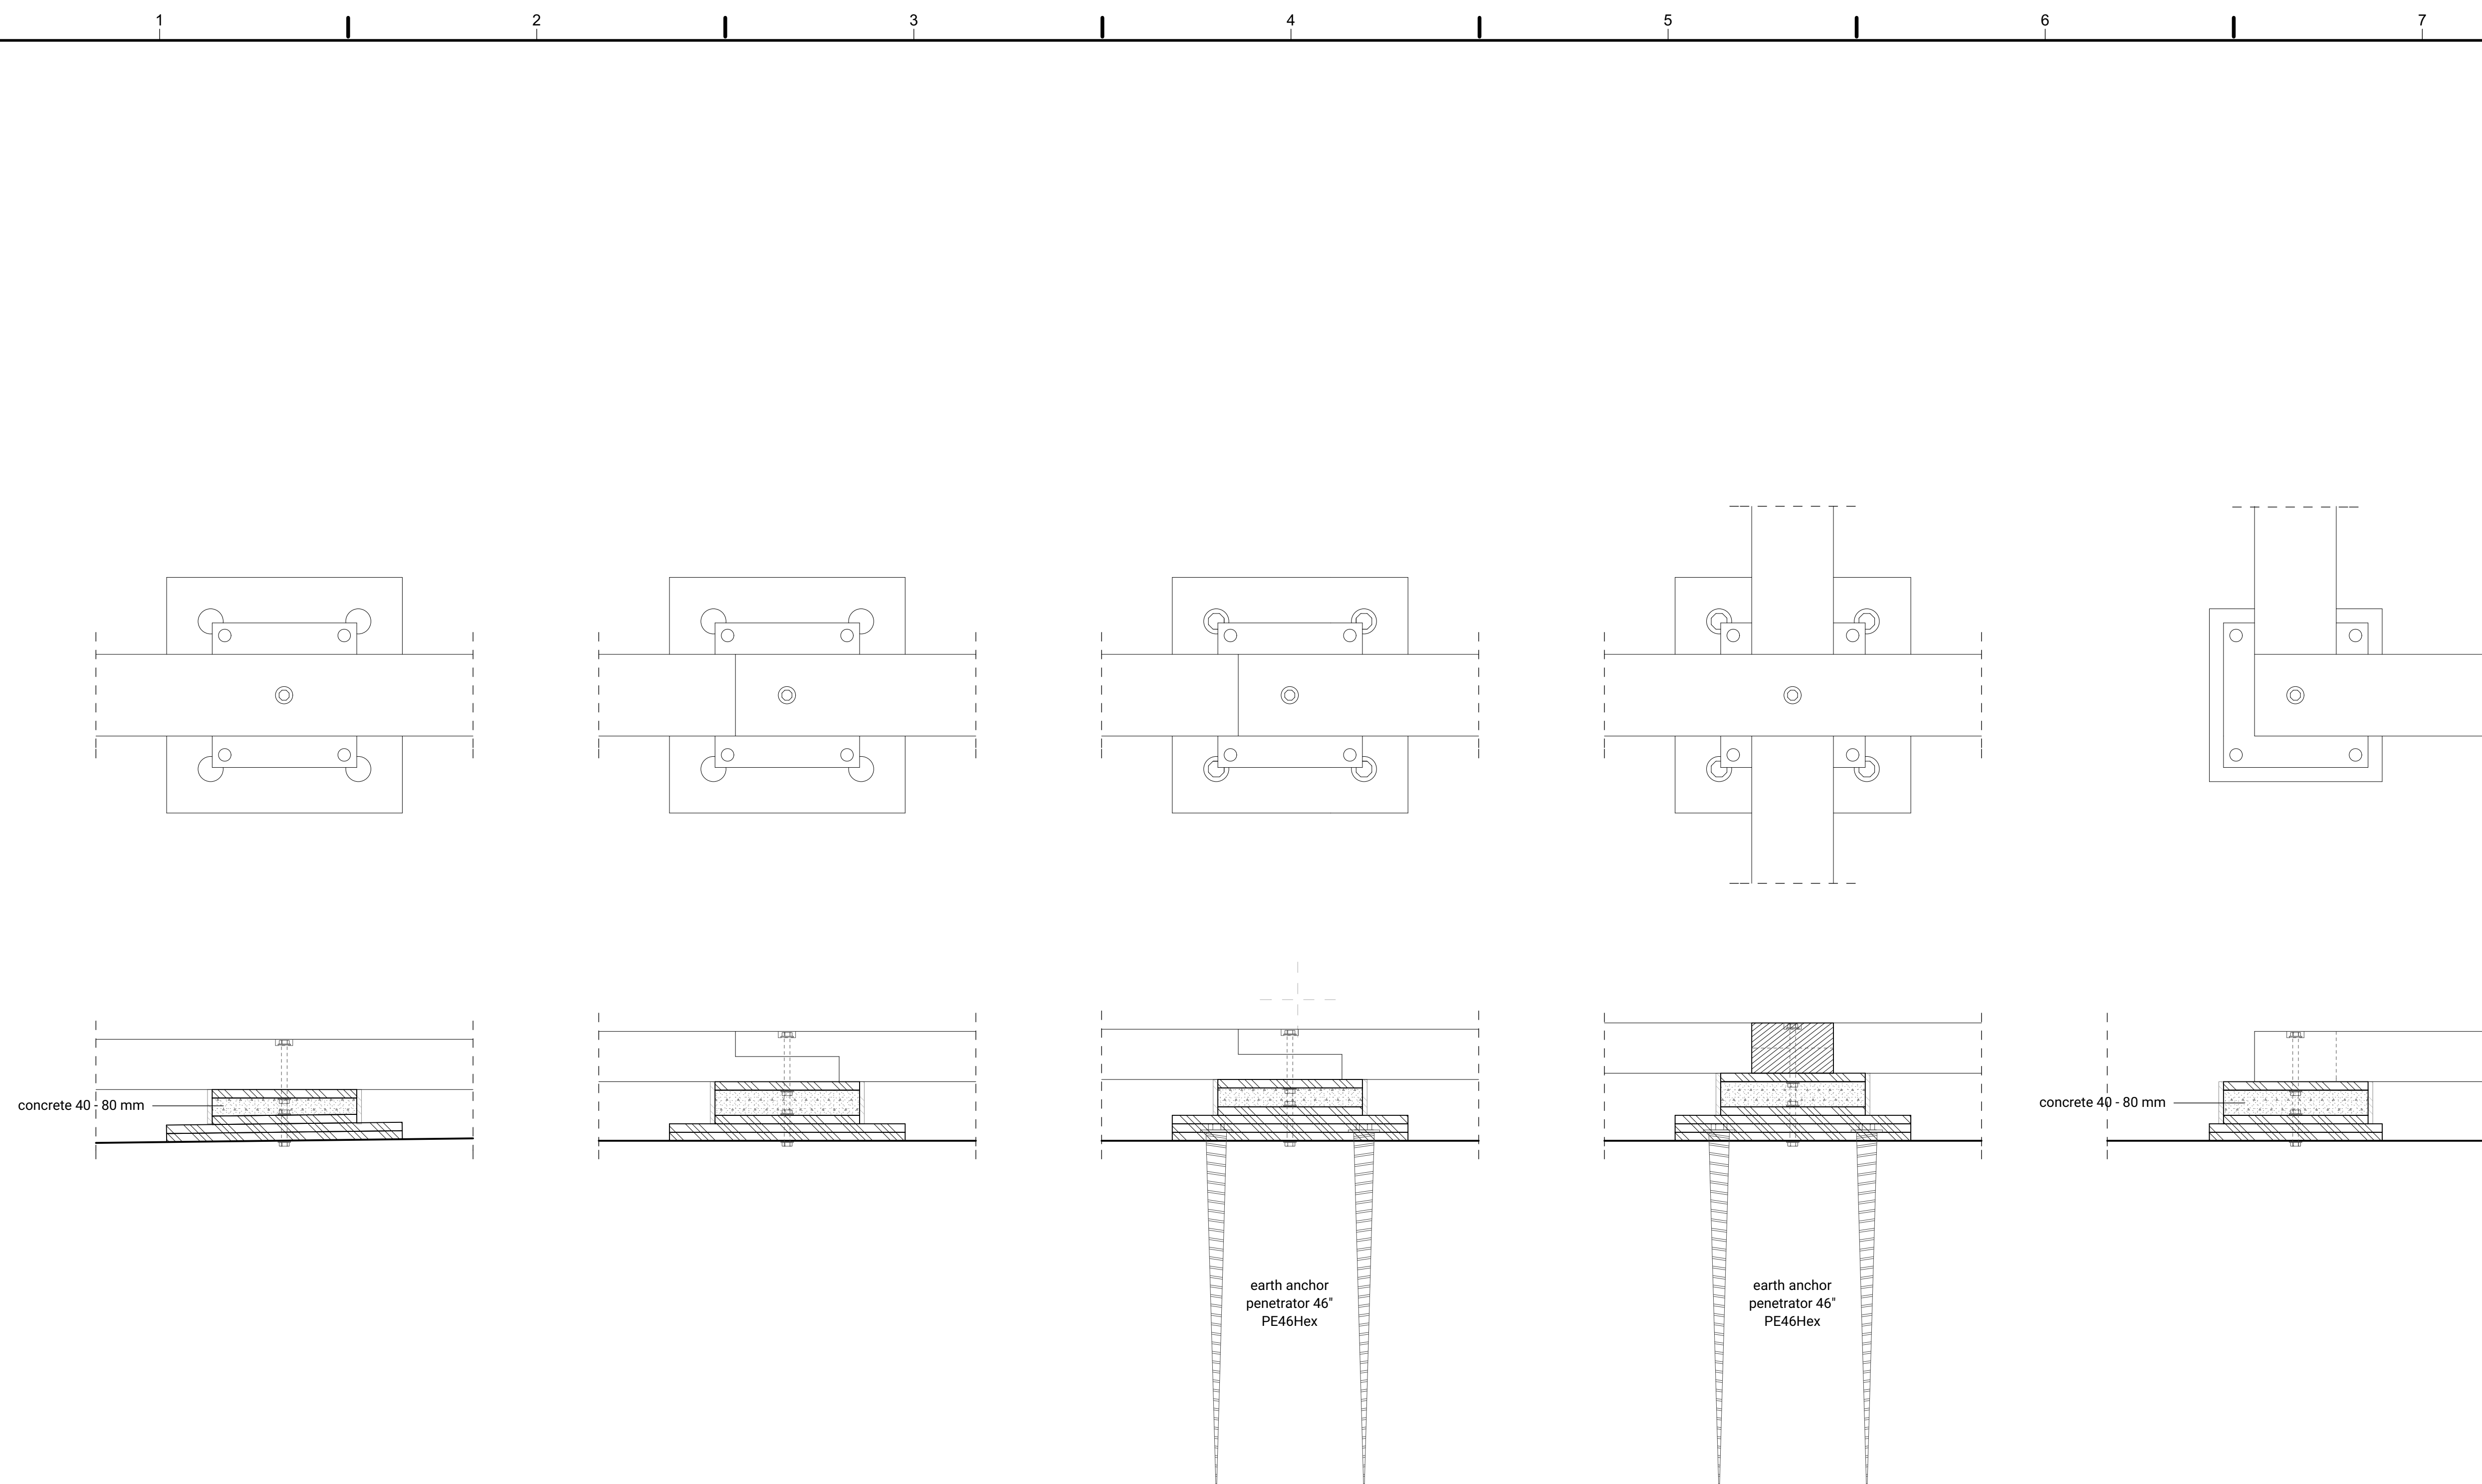 1 2 3 4 5 6 7
concrete 40 - 80 mm
concrete 40 - 80 mm
earth anchor
penetrator 46"
PE46Hex
earth anchor
penetrator 46"
PE46Hex